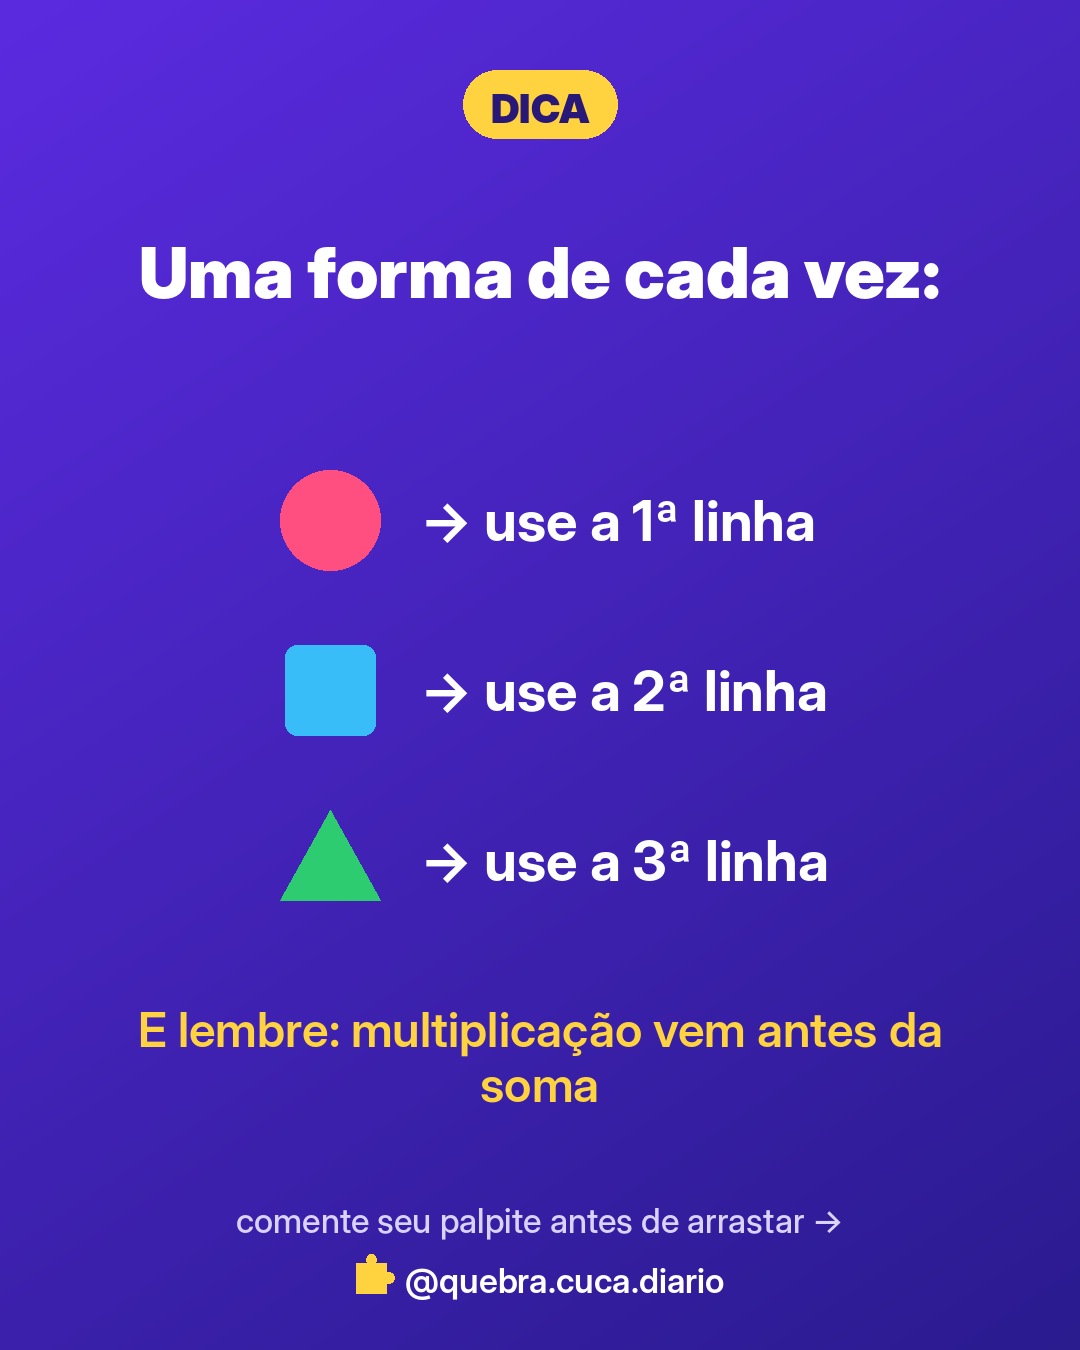 DICA
Uma forma de cada vez:
→ use a 1ª linha
→ use a 2ª linha
→ use a 3ª linha
E lembre: multiplicação vem antes da
soma
comente seu palpite antes de arrastar →
@quebra.cuca.diario